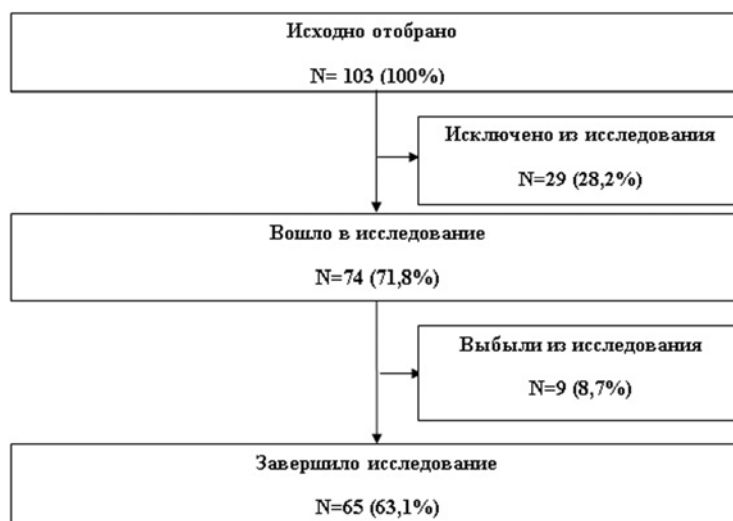 Исходно отобрано
N= 103 (100%)
Исключено из исследования
N=29 (28,2%)
Вошло в исследование
N=74 (71,8%)
Выбыли из исследования
N=9 (8,7%)
Завершило исследование
N=65 (63,1%)